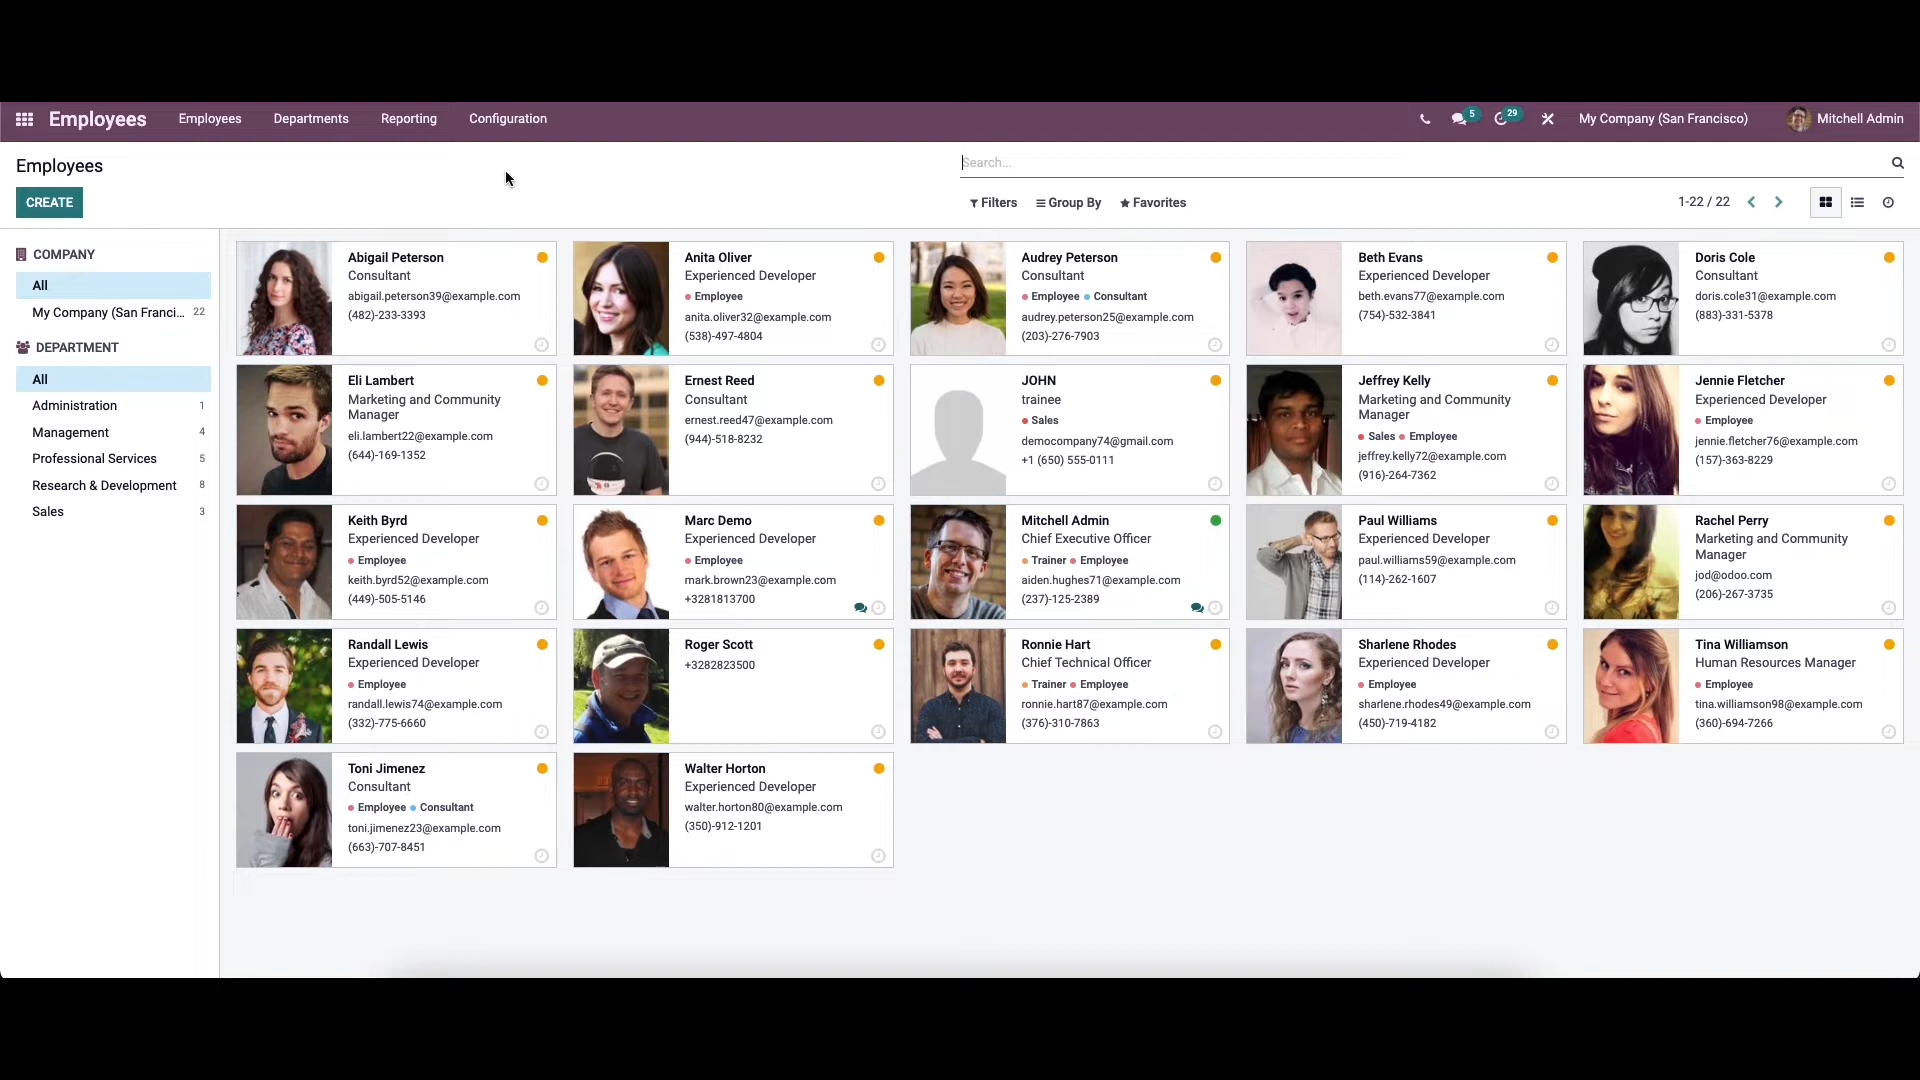 Employees Employees Departments Reporting Configuration 5 29 My Company (San Francisco) Mitchell Admin
Employees
Search...
CREATE
Filters Group By Favorites 1-22 / 22
COMPANY
All
My Company (San Franci... 22
DEPARTMENT
All
Administration 1
Management 4
Professional Services 5
Research & Development 8
Sales 3
Abigail Peterson
Consultant
abigail.peterson39@example.com
(482)-233-3393
Anita Oliver
Experienced Developer
Employee
anita.oliver32@example.com
(538)-497-4804
Audrey Peterson
Consultant
Employee Consultant
audrey.peterson25@example.com
(203)-276-7903
Beth Evans
Experienced Developer
beth.evans77@example.com
(754)-532-3841
Doris Cole
Consultant
doris.cole31@example.com
(883)-331-5378
Eli Lambert
Marketing and Community
Manager
eli.lambert22@example.com
(644)-169-1352
Ernest Reed
Consultant
ernest.reed47@example.com
(944)-518-8232
JOHN
trainee
Sales
democompany74@gmail.com
+1 (650) 555-0111
Jeffrey Kelly
Marketing and Community
Manager
Sales Employee
jeffrey.kelly72@example.com
(916)-264-7362
Jennie Fletcher
Experienced Developer
Employee
jennie.fletcher76@example.com
(157)-363-8229
Keith Byrd
Experienced Developer
Employee
keith.byrd52@example.com
(449)-505-5146
Marc Demo
Experienced Developer
Employee
mark.brown23@example.com
+3281813700
Mitchell Admin
Chief Executive Officer
Trainer Employee
aiden.hughes71@example.com
(237)-125-2389
Paul Williams
Experienced Developer
paul.williams59@example.com
(114)-262-1607
Rachel Perry
Marketing and Community
Manager
jod@odoo.com
(206)-267-3735
Randall Lewis
Experienced Developer
Employee
randall.lewis74@example.com
(332)-775-6660
Roger Scott
+3282823500
Ronnie Hart
Chief Technical Officer
Trainer Employee
ronnie.hart87@example.com
(376)-310-7863
Sharlene Rhodes
Experienced Developer
Employee
sharlene.rhodes49@example.com
(450)-719-4182
Tina Williamson
Human Resources Manager
Employee
tina.williamson98@example.com
(360)-694-7266
Toni Jimenez
Consultant
Employee Consultant
toni.jimenez23@example.com
(663)-707-8451
Walter Horton
Experienced Developer
walter.horton80@example.com
(350)-912-1201